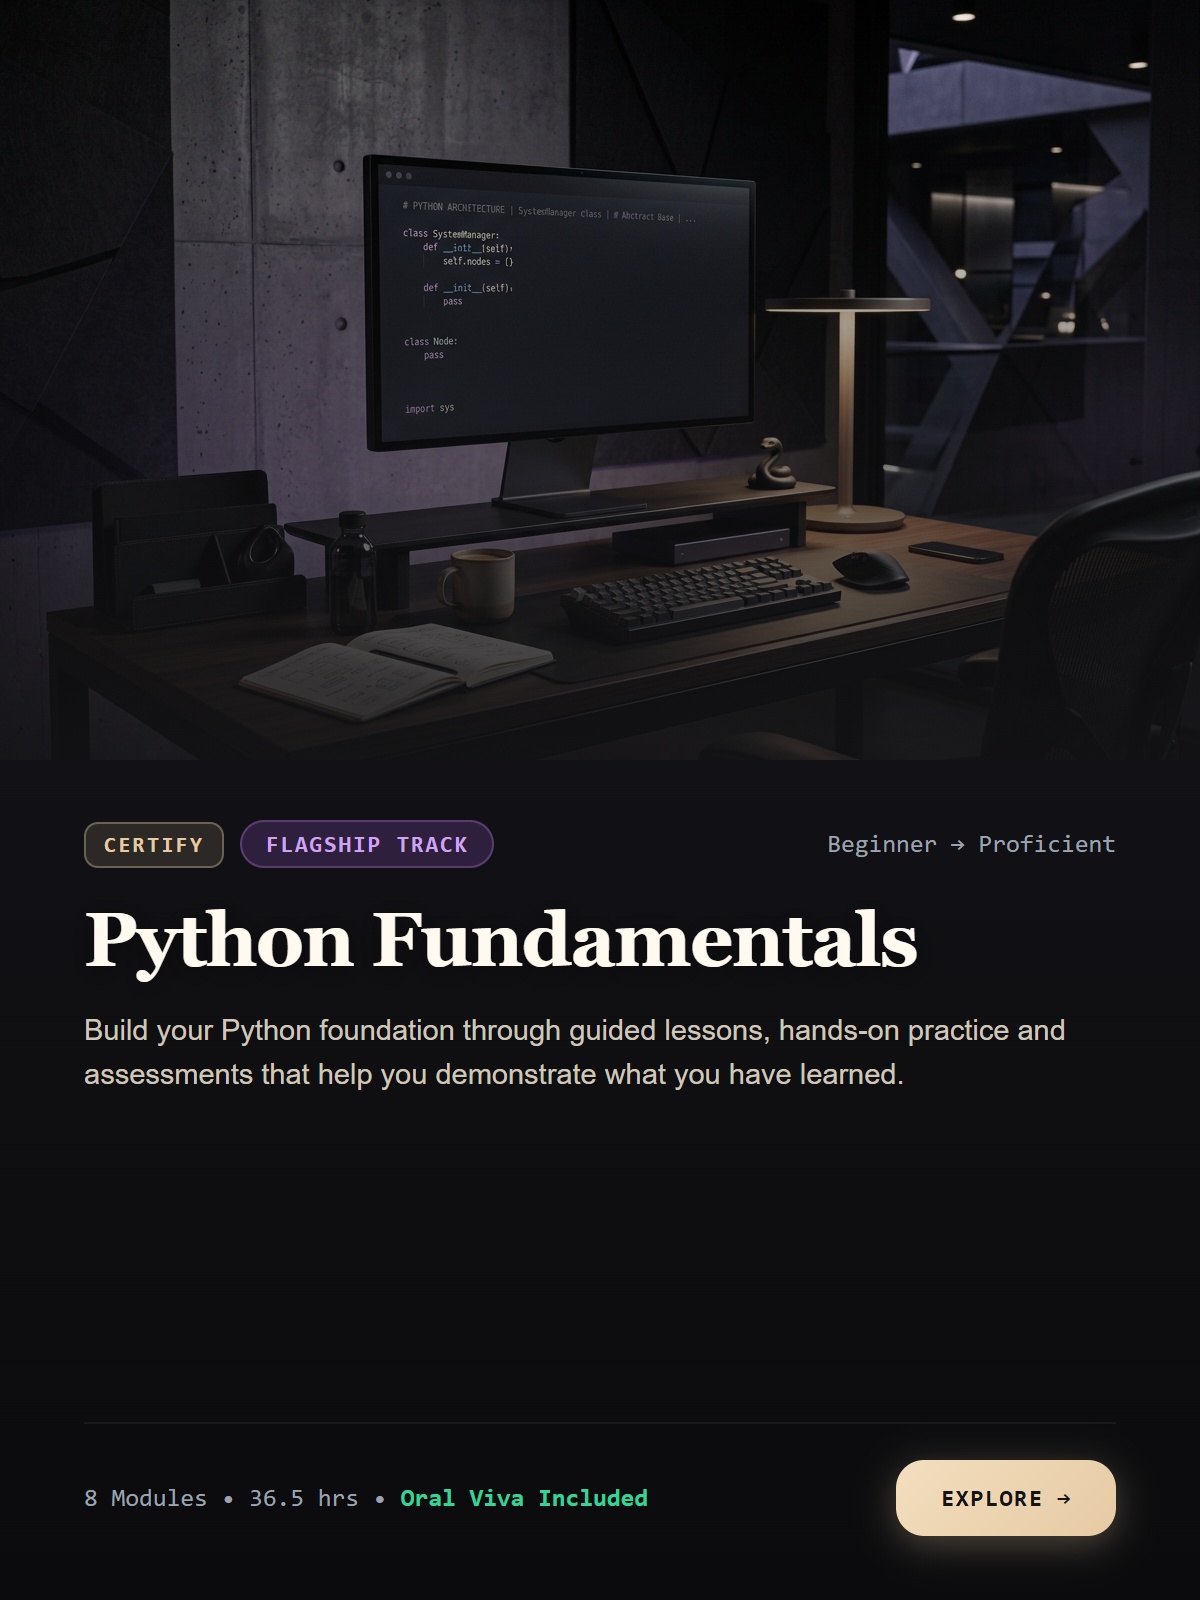 # PYTHON ARCHITECTURE | SystemManager class | # Abctract Base | ...
class SystemManager:
def __iott__(self):
self.nodes = []
def __init__(self):
pass
class Node:
pass
import sys
CERTIFY
FLAGSHIP TRACK
Beginner → Proficient
Python Fundamentals
Build your Python foundation through guided lessons, hands-on practice and
assessments that help you demonstrate what you have learned.
8 Modules • 36.5 hrs • Oral Viva Included
EXPLORE →